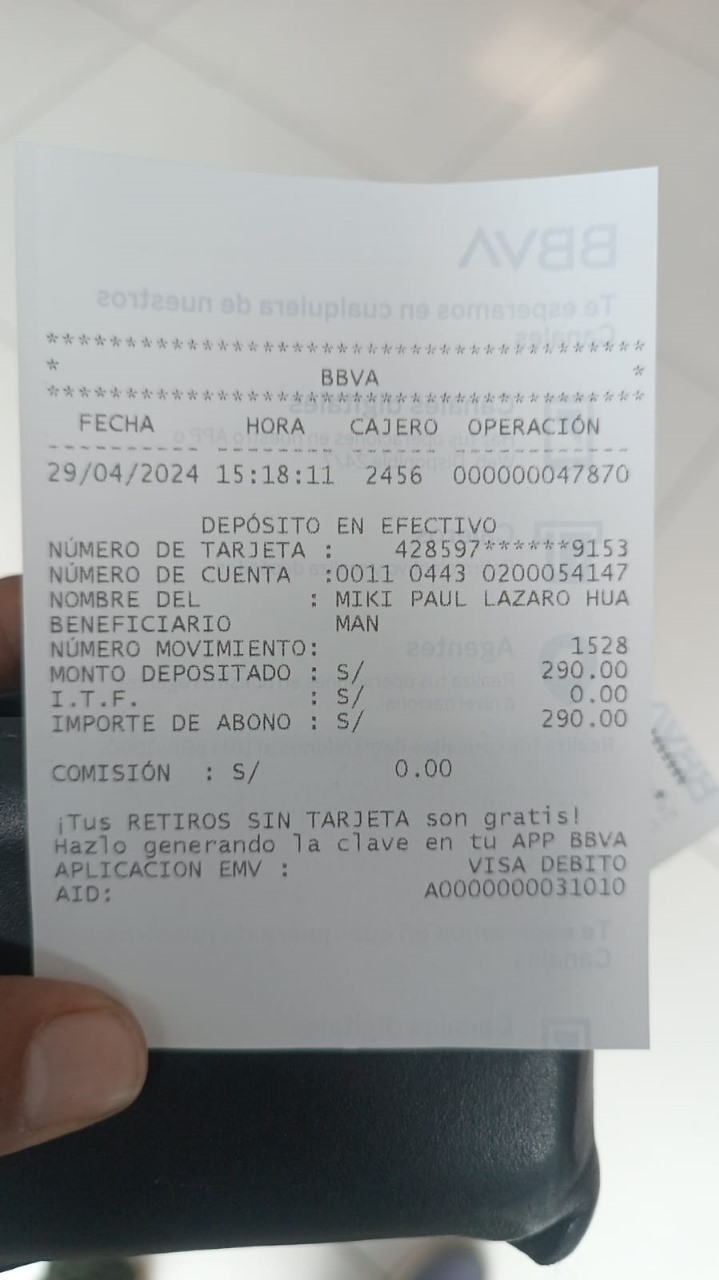 ****************************************
* BBVA *
****************************************
FECHA HORA CAJERO OPERACIÓN
29/04/2024 15:18:11 2456 000000047870
DEPÓSITO EN EFECTIVO
NÚMERO DE TARJETA : 428597******9153
NÚMERO DE CUENTA :0011 0443 0200054147
NOMBRE DEL : MIKI PAUL LAZARO HUA
BENEFICIARIO MAN
NÚMERO MOVIMIENTO: 1528
MONTO DEPOSITADO : S/ 290.00
I.T.F. : S/ 0.00
IMPORTE DE ABONO : S/ 290.00
COMISIÓN : S/ 0.00
¡Tus RETIROS SIN TARJETA son gratis!
Hazlo generando la clave en tu APP BBVA
APLICACION EMV : VISA DEBITO
AID: A0000000031010